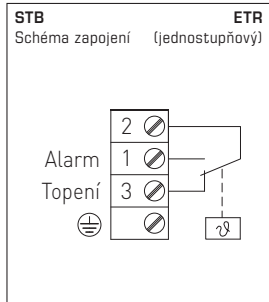 STB ETR
Schéma zapojení (jednostupňový)
2
Alarm 1
Topení 3
ϑ